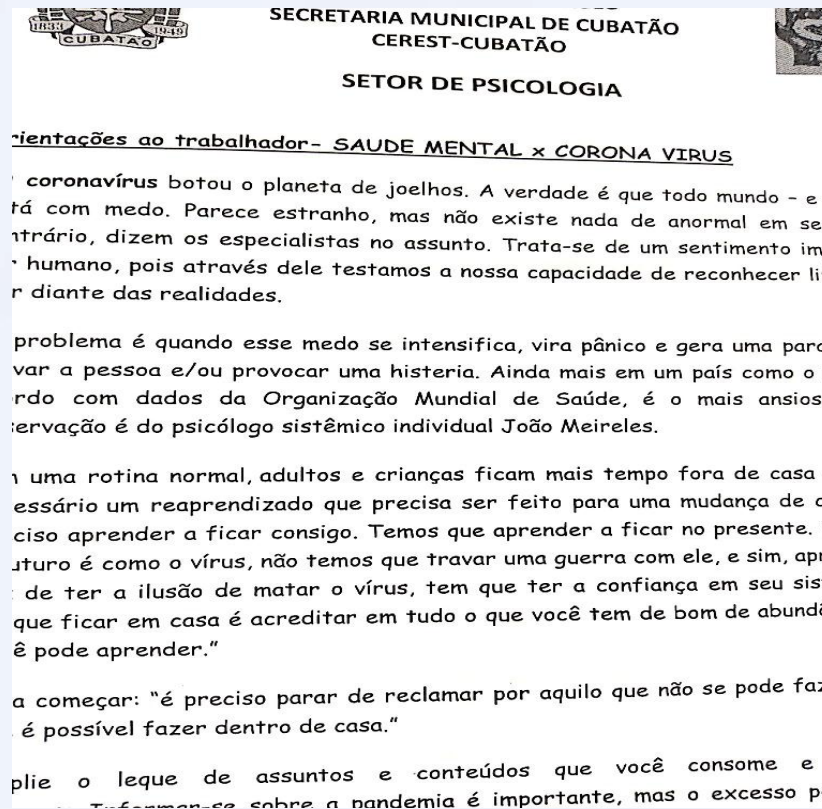 1833 1949
CUBATÃO
SECRETARIA MUNICIPAL DE CUBATÃO
CEREST-CUBATÃO
SETOR DE PSICOLOGIA
rientações ao trabalhador- SAUDE MENTAL x CORONA VIRUS
coronavírus botou o planeta de joelhos. A verdade é que todo mundo - e
tá com medo. Parece estranho, mas não existe nada de anormal em se
ntrário, dizem os especialistas no assunto. Trata-se de um sentimento im
r humano, pois através dele testamos a nossa capacidade de reconhecer li
r diante das realidades.
problema é quando esse medo se intensifica, vira pânico e gera uma para
var a pessoa e/ou provocar uma histeria. Ainda mais em um país como o
rdo com dados da Organização Mundial de Saúde, é o mais ansios
servação é do psicólogo sistêmico individual João Meireles.
uma rotina normal, adultos e crianças ficam mais tempo fora de casa
essário um reaprendizado que precisa ser feito para uma mudança de
ciso aprender a ficar consigo. Temos que aprender a ficar no presente.
uturo é como o vírus, não temos que travar uma guerra com ele, e sim, apr
de ter a ilusão de matar o vírus, tem que ter a confiança em seu sis
que ficar em casa é acreditar em tudo o que você tem de bom de abundâ
ê pode aprender.”
a começar: “é preciso parar de reclamar por aquilo que não se pode faz
é possível fazer dentro de casa.”
plie o leque de assuntos e conteúdos que você consome e
Informar-se sobre a pandemia é importante, mas o excesso p